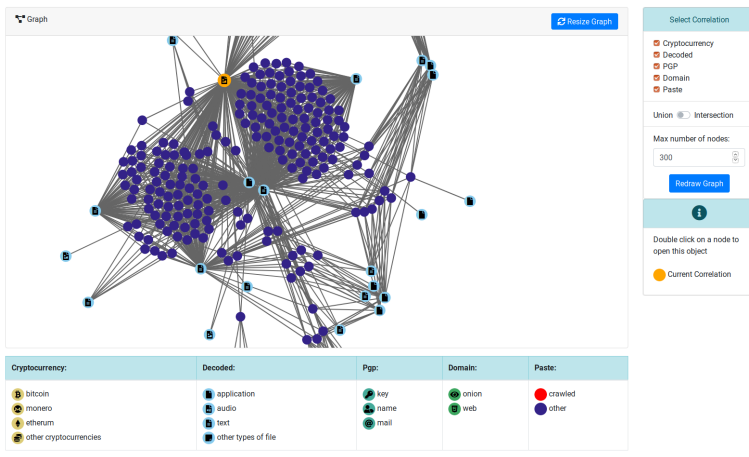 Graph
Resize Graph
Select Correlation
Cryptocurrency
Decoded
PGP
Domain
Paste
Union Intersection
Max number of nodes:
300
Redraw Graph
Double click on a node to
open this object
Current Correlation
Cryptocurrency: Decoded: Pgp: Domain: Paste:
bitcoin application key onion crawled
monero audio name web other
etherum text mail
other cryptocurrencies other types of file